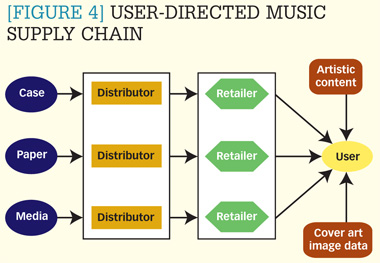 [FIGURE 4] USER-DIRECTED MUSIC
SUPPLY CHAIN
Artistic
content
Case
Distributor
Retailer
Paper
Distributor
Retailer
User
Media
Distributor
Retailer
Cover art
image data